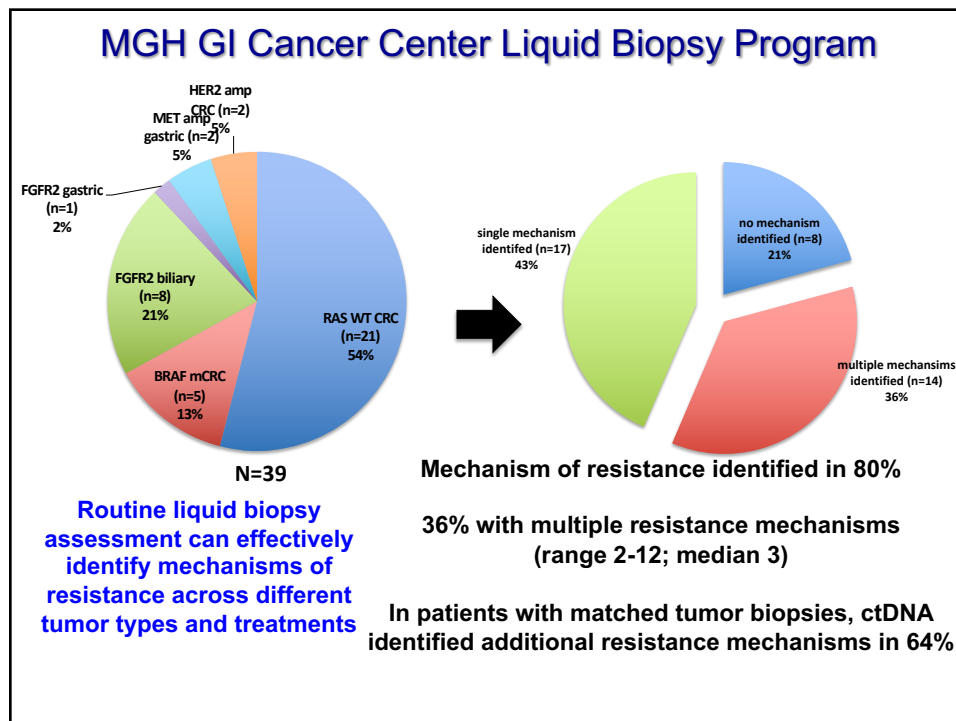 MGH GI Cancer Center Liquid Biopsy Program
HER2 amp
CRC (n=2)
5%
MET amp
gastric (n=2)
5%
FGFR2 gastric
(n=1)
2%
FGFR2 biliary
(n=8)
21%
BRAF mCRC
(n=5)
13%
RAS WT CRC
(n=21)
54%
N=39
single mechanism
identifed (n=17)
43%
no mechanism
identified (n=8)
21%
multiple mechansims
identified (n=14)
36%
Routine liquid biopsy
assessment can effectively
identify mechanisms of
resistance across different
tumor types and treatments
Mechanism of resistance identified in 80%
36% with multiple resistance mechanisms
(range 2-12; median 3)
In patients with matched tumor biopsies, ctDNA
identified additional resistance mechanisms in 64%